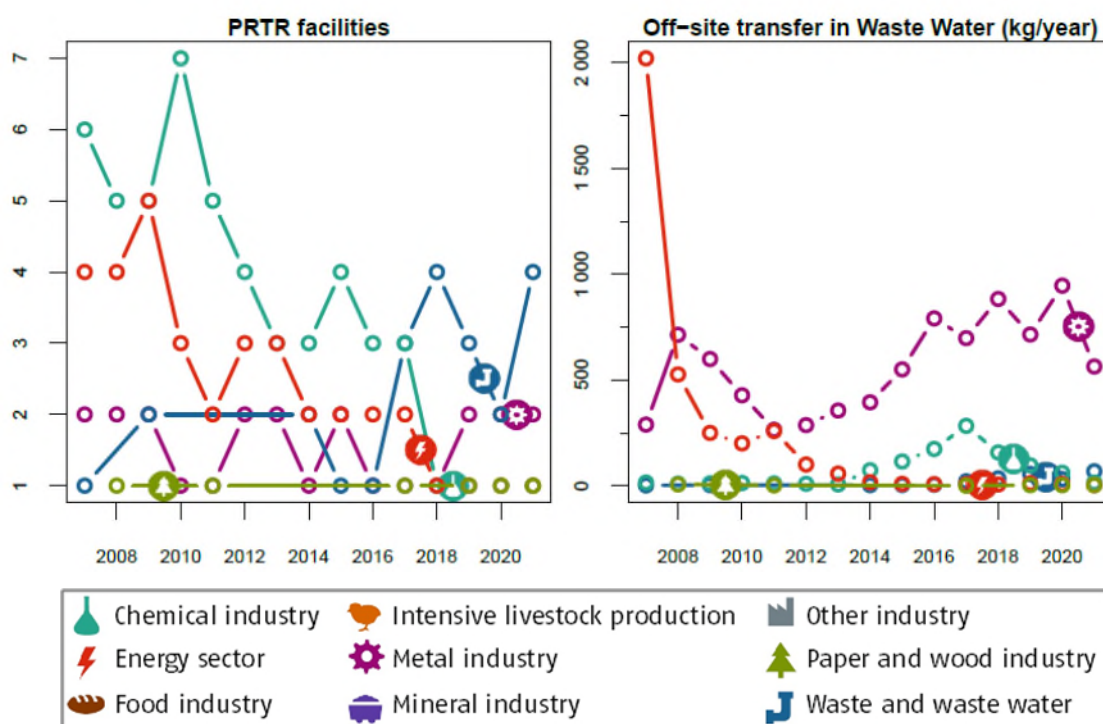 PRTR facilities
7
6
5
4
3
2
1
2008 2010 2012 2014 2016 2018 2020
Off−site transfer in Waste Water (kg/year)
2 000
1 500
1 000
500
0
2008 2010 2012 2014 2016 2018 2020
Chemical industry Intensive livestock production Other industry
Energy sector Metal industry Paper and wood industry
Food industry Mineral industry Waste and waste water